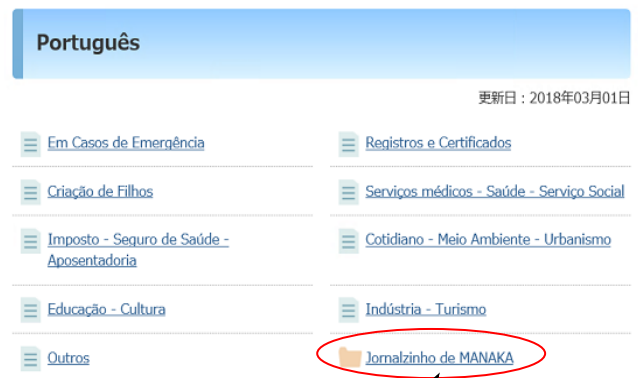 Português
更新日：2018年03月01日
Em Casos de Emergência
Registros e Certificados
Criação de Filhos
Serviços médicos - Saúde - Serviço Social
Imposto - Seguro de Saúde -
Aposentadoria
Cotidiano - Meio Ambiente - Urbanismo
Educação - Cultura
Indústria - Turismo
Outros
Jornalzinho de MANAKA